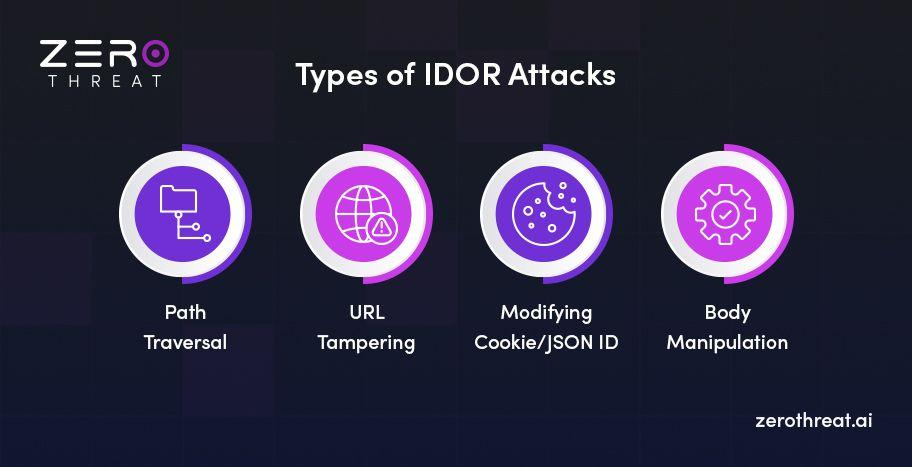 ZERO
THREAT
Types of IDOR Attacks
Path
Traversal
URL
Tampering
Modifying
Cookie/JSON ID
Body
Manipulation
zerothreat.ai